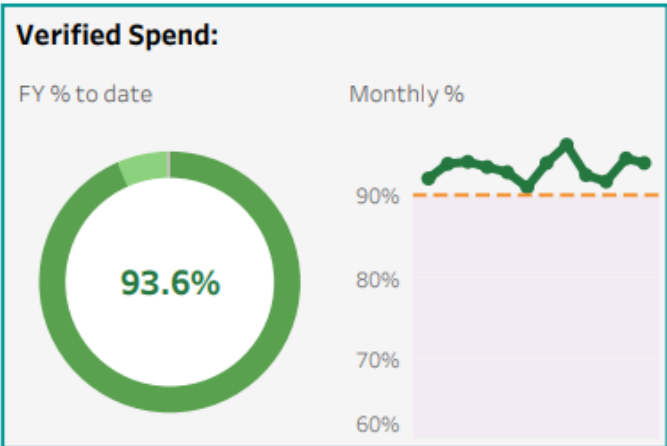 Verified Spend:
FY % to date
Monthly %
93.6%
90%
80%
70%
60%